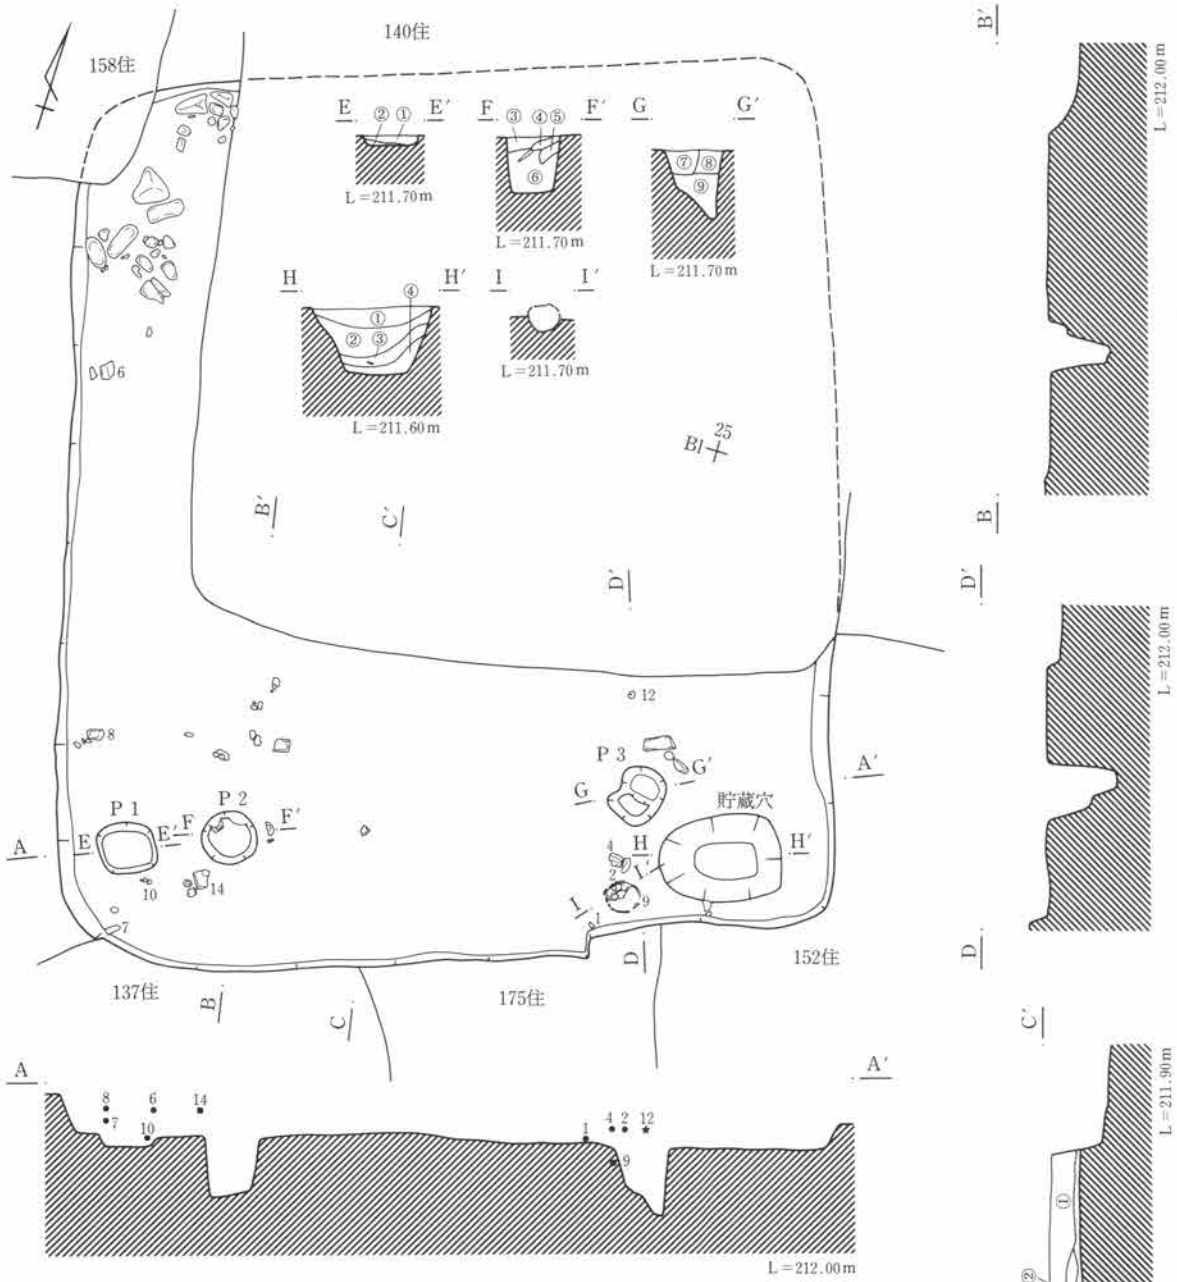 140住
158住
B′
L＝212.00m
E E′ F F′ G G′
② ① ③ ④ ⑤
⑦ ⑧
⑥ ⑨
L＝211.70m
L＝211.70m
L＝211.70m
H H′ I I′
④
①
② ③
L＝211.70m
L＝211.60m
6
25
BI
B′ C′
B
D′ D′
L＝212.00m
12
8
P 3
G G′
A′
P 1 P 2
貯蔵穴
E E′ F F′
H H′
A
4
2 I′
10 14
9
I
7 1
D D
152住
137住 175住
B C
C′
A A′
L＝211.90m
8 6 14
7 10
1 4 2 12
9
①
②
L＝212.00m